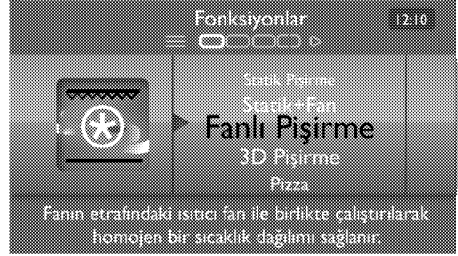 Fonksiyonlar
12:10
Statik Pişirme
Statik+Fan
Fanlı Pişirme
3D Pişirme
Pizza
Fanın etrafındaki ısıtıcı fan ile birlikte çalıştırılarak
homojen bir sıcaklık dağılımı sağlanır.